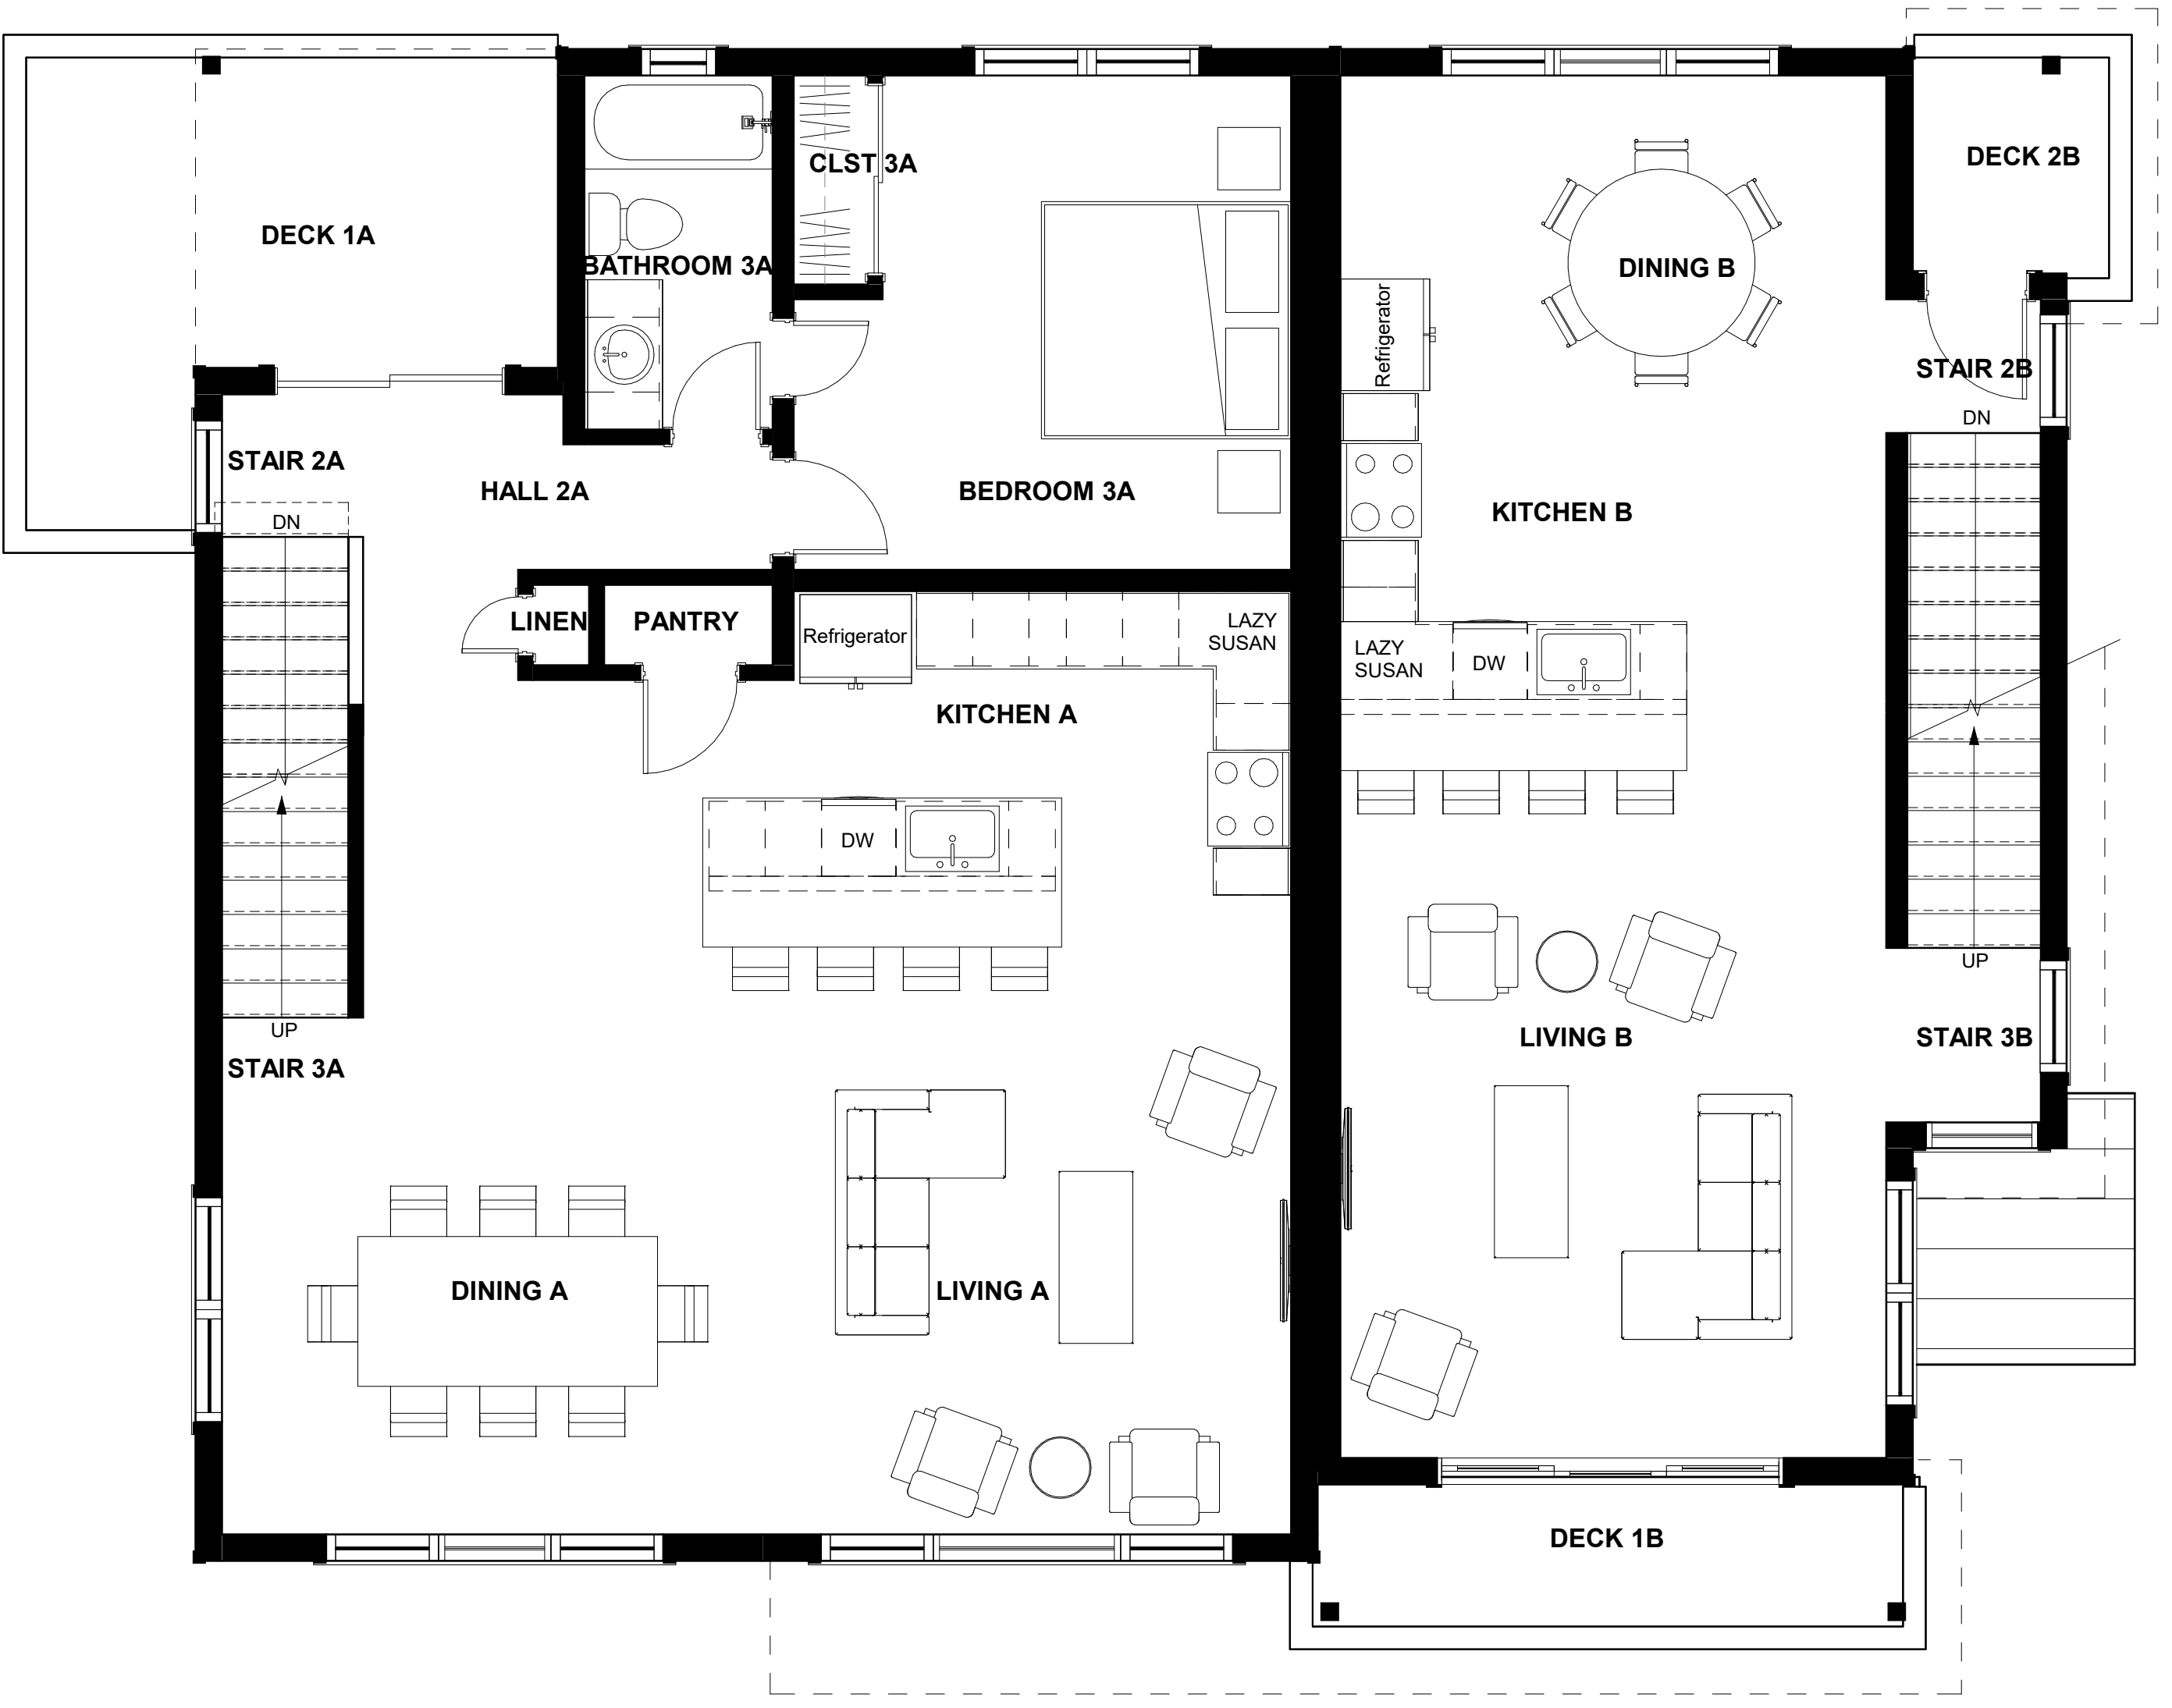 DECK 2B
CLST 3A
DECK 1A
BATHROOM 3A
DINING B
Refrigerator
STAIR 2B
DN
STAIR 2A
HALL 2A
BEDROOM 3A
KITCHEN B
DN
LINEN
PANTRY
Refrigerator
LAZY
SUSAN
LAZY
SUSAN
DW
KITCHEN A
DW
UP
UP
STAIR 3A
LIVING B
STAIR 3B
DINING A
LIVING A
DECK 1B